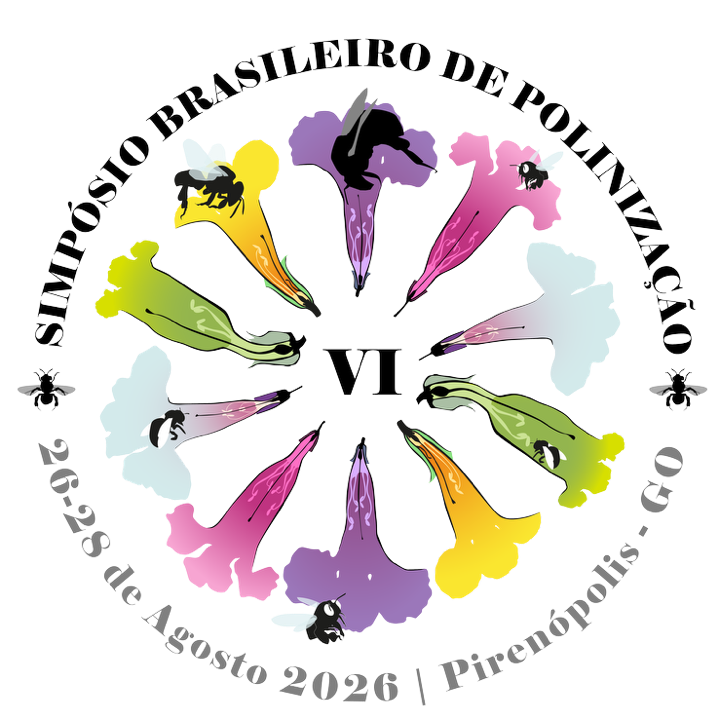 SIMPÓSIO BRASILEIRO DE POLINIZAÇÃO
VI
26-28 de Agosto 2026 | Pirenópolis - GO